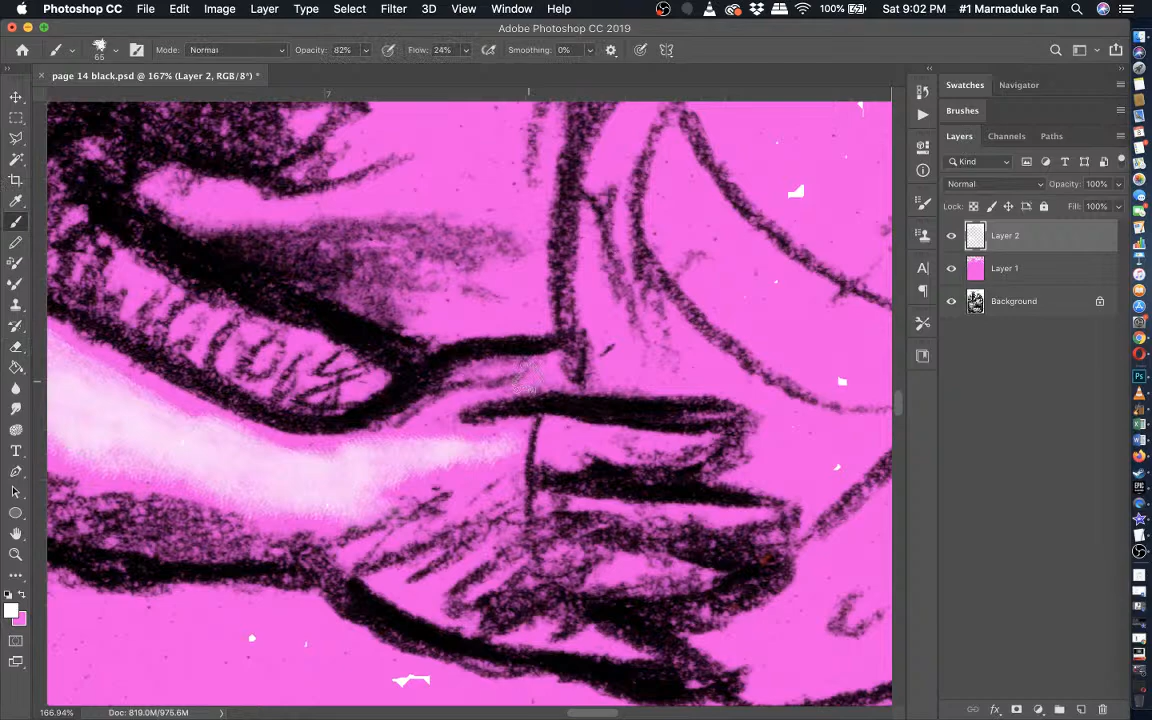 Photoshop CC File Edit Image Layer Type Select Filter 3D View Window Help 100% Sat 9:02 PM #1 Marmaduke Fan
Adobe Photoshop CC 2019
65 Mode: Normal Opacity: 82% Flow: 24% Smoothing: 0%
× page 14 black.psd @ 167% (Layer 2, RGB/8*) *
7
Swatches Navigator
Brushes
Layers Channels Paths
Kind
Normal Opacity: 100%
Lock: Fill: 100%
Layer 2
Layer 1
Background
166.94% Doc: 819.0M/975.6M